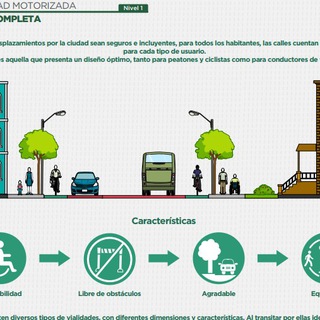 AD MOTORIZADA
Nivel 1
OMPLETA
splazamientos por la ciudad sean seguros e incluyentes, para todos los habitantes, las calles cuentan
para cada tipo de usuario.
s aquella que presenta un diseño óptimo, tanto para peatones y ciclistas como para conductores de
Características
bilidad
Libre de obstáculos
Agradable
Equ
en diversos tipos de vialidades, con diferentes dimensiones y características. Al transitar por ellas ide